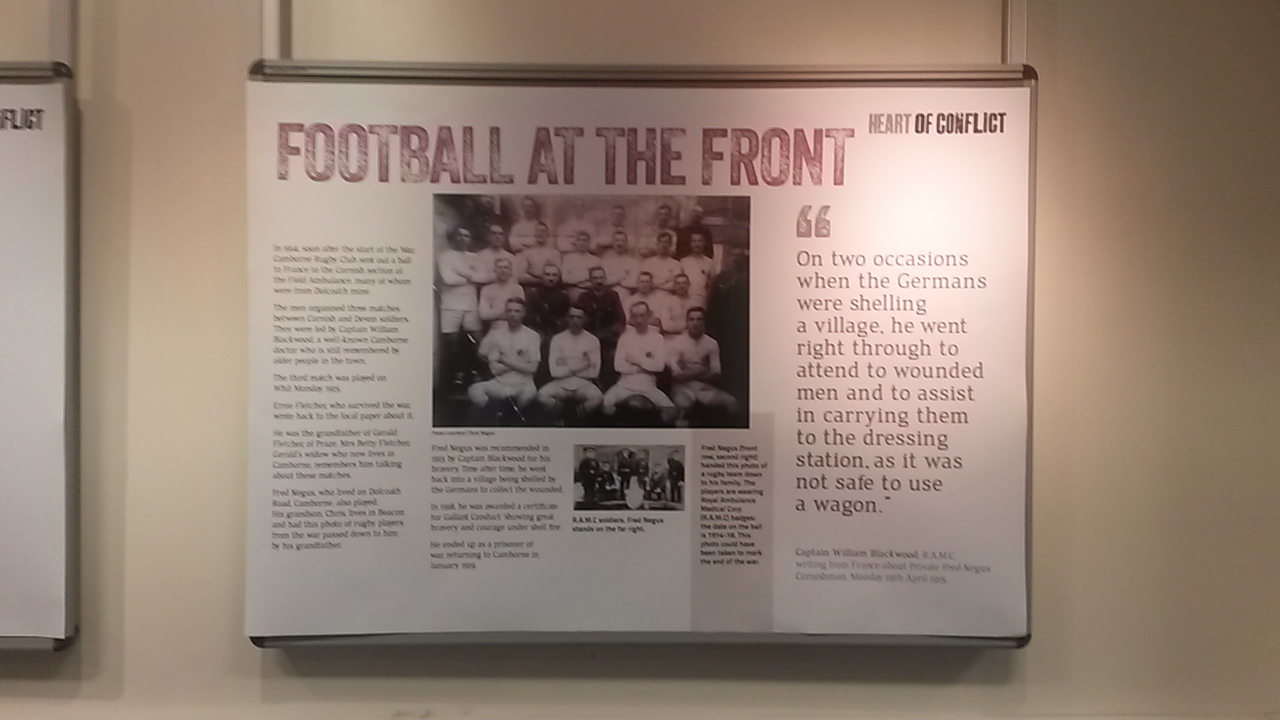 FLICT
FOOTBALL AT THE FRONT
HEART OF CONFLICT
In 1914, soon after the start of the War
Camborne Rugby Club sent out a ball
to France to the Cornish section of
the Field Ambulance, many of whom
were from Dolcoath mine.
The men organised three matches
between Cornish and Devon soldiers.
They were led by Captain William
Blackwood, a well-known Camborne
doctor who is still remembered by
older people in the town.
The third match was played on
Whit Monday 1915.
Ernie Fletcher, who survived the war,
wrote back to the local paper about it.
He was the grandfather of Gerald
Fletcher of Praze. Mrs Betty Fletcher,
Gerald's widow who now lives in
Camborne, remembers him talking
about these matches.
Fred Negus, who lived on Dolcoath
Road, Camborne, also played.
His grandson, Chris, lives in Beacon
and had this photo of rugby players
from the war passed down to him
by his grandfather.
Photo courtesy Chris Negus
Fred Negus was recommended in
1915 by Captain Blackwood for his
bravery. Time after time, he went
back into a village being shelled by
the Germans to collect the wounded.
In 1918, he was awarded a certificate
for Gallant Conduct showing great
bravery and courage under shell fire.
He ended up as a prisoner of
war returning to Camborne in
January 1919.
R.A.M.C soldiers, Fred Negus
stands on the far right.
Fred Negus (front
row, second right)
handed this photo of
a rugby team down
to his family. The
players are wearing
Royal Ambulance
Medical Corp
(R.A.M.C) badges;
the date on the ball
is 1914-18. This
photo could have
been taken to mark
the end of the war.
“
On two occasions
when the Germans
were shelling
a village, he went
right through to
attend to wounded
men and to assist
in carrying them
to the dressing
station, as it was
not safe to use
a wagon."
Captain William Blackwood, R.A.M.C,
writing from France about Private Fred Negus
Cornishman, Monday 19th April 1915.